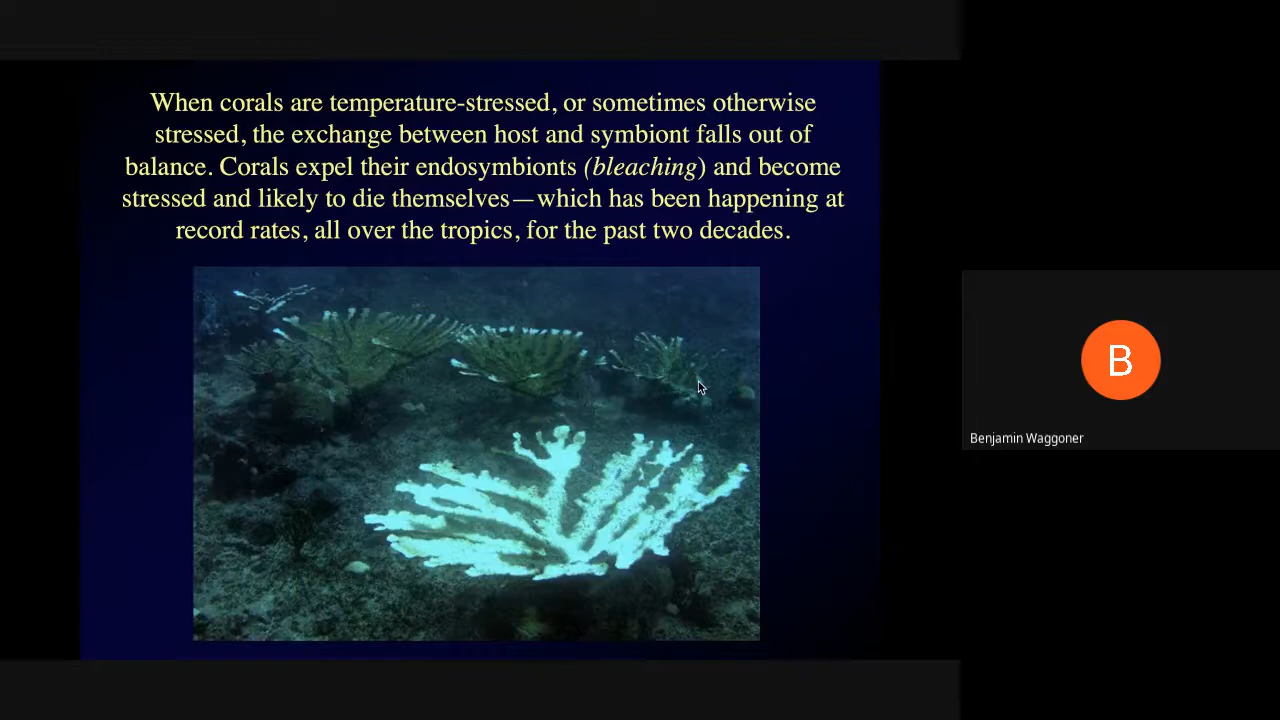 When corals are temperature-stressed, or sometimes otherwise
stressed, the exchange between host and symbiont falls out of
balance. Corals expel their endosymbionts (bleaching) and become
stressed and likely to die themselves—which has been happening at
record rates, all over the tropics, for the past two decades.
B
Benjamin Waggoner